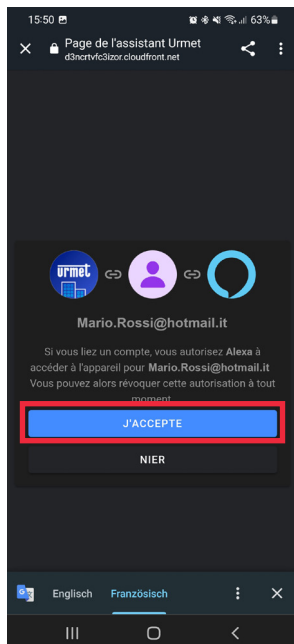 15:50 63%
Page de l'assistant Urmet
d3ncrtvfc3izor.cloudfront.net
urmet
Mario.Rossi@hotmail.it
Si vous liez un compte, vous autorisez Alexa à
accéder à l'appareil pour Mario.Rossi@hotmail.it
Vous pouvez alors révoquer cette autorisation à tout
moment
J'ACCEPTE
NIER
Englisch Französisch